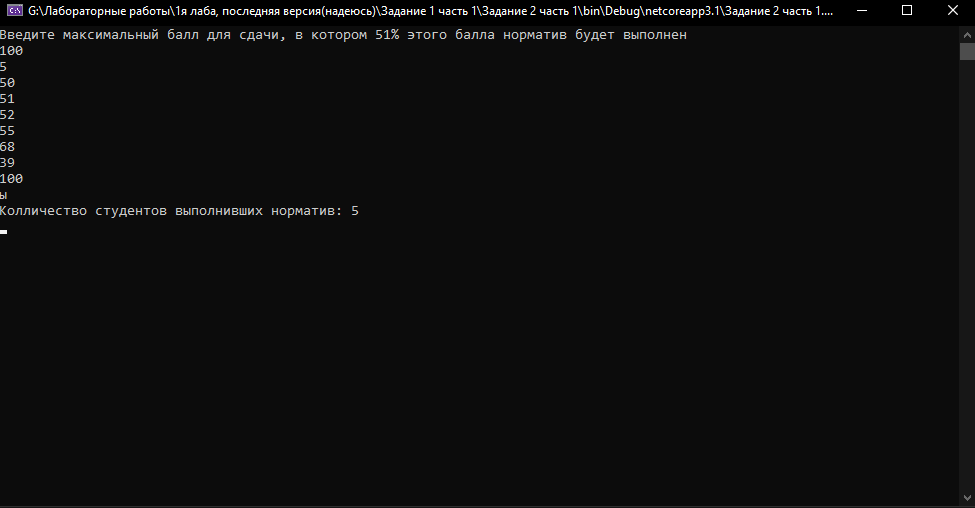 G:\Лабораторные работы\1я лаба, последняя версия(надеюсь)\Задание 1 часть 1\Задание 2 часть 1\bin\Debug\netcoreapp3.1\Задание 2 часть 1....
Введите максимальный балл для сдачи, в котором 51% этого балла норматив будет выполнен
100
5
50
51
52
55
68
39
100
ы
Колличество студентов выполнивших норматив: 5